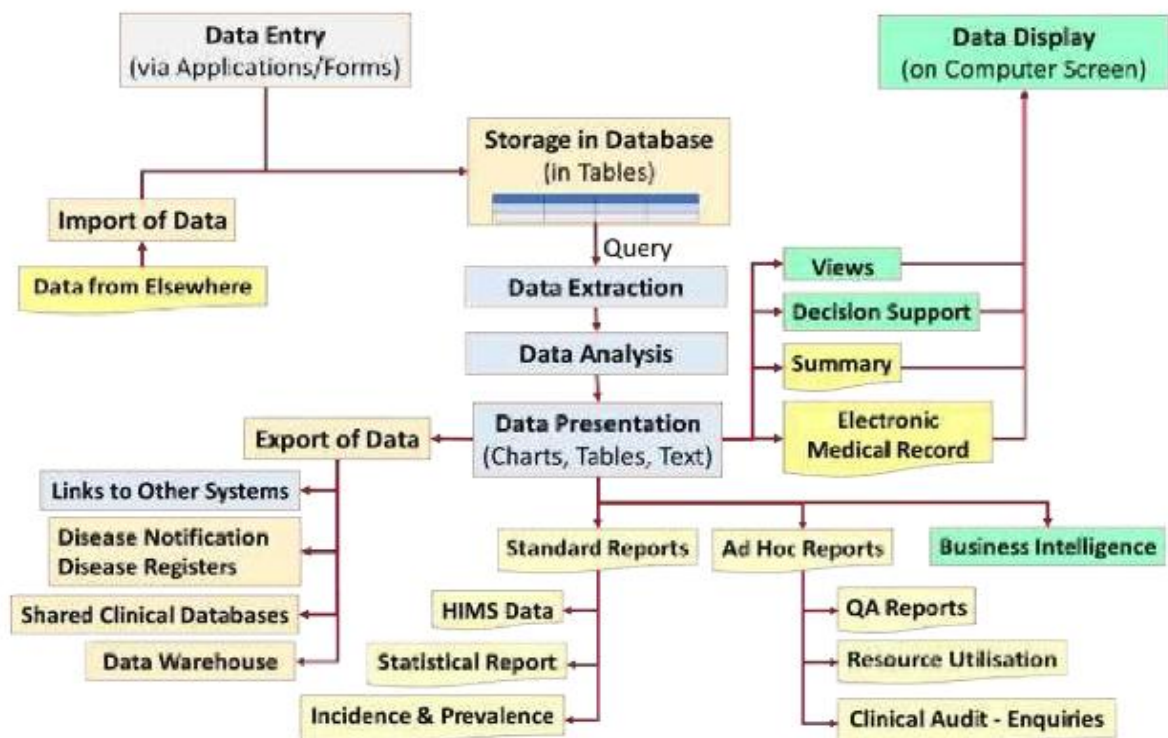 Data Entry
(via Applications/Forms)
Data Display
(on Computer Screen)
Storage in Database
(in Tables)
Import of Data
Data from Elsewhere
Query
Data Extraction
Data Analysis
Data Presentation
(Charts, Tables, Text)
Views
Decision Support
Summary
Electronic
Medical Record
Export of Data
Links to Other Systems
Disease Notification
Disease Registers
Shared Clinical Databases
Data Warehouse
Standard Reports
HIMS Data
Statistical Report
Incidence & Prevalence
Ad Hoc Reports
QA Reports
Resource Utilisation
Clinical Audit - Enquiries
Business Intelligence